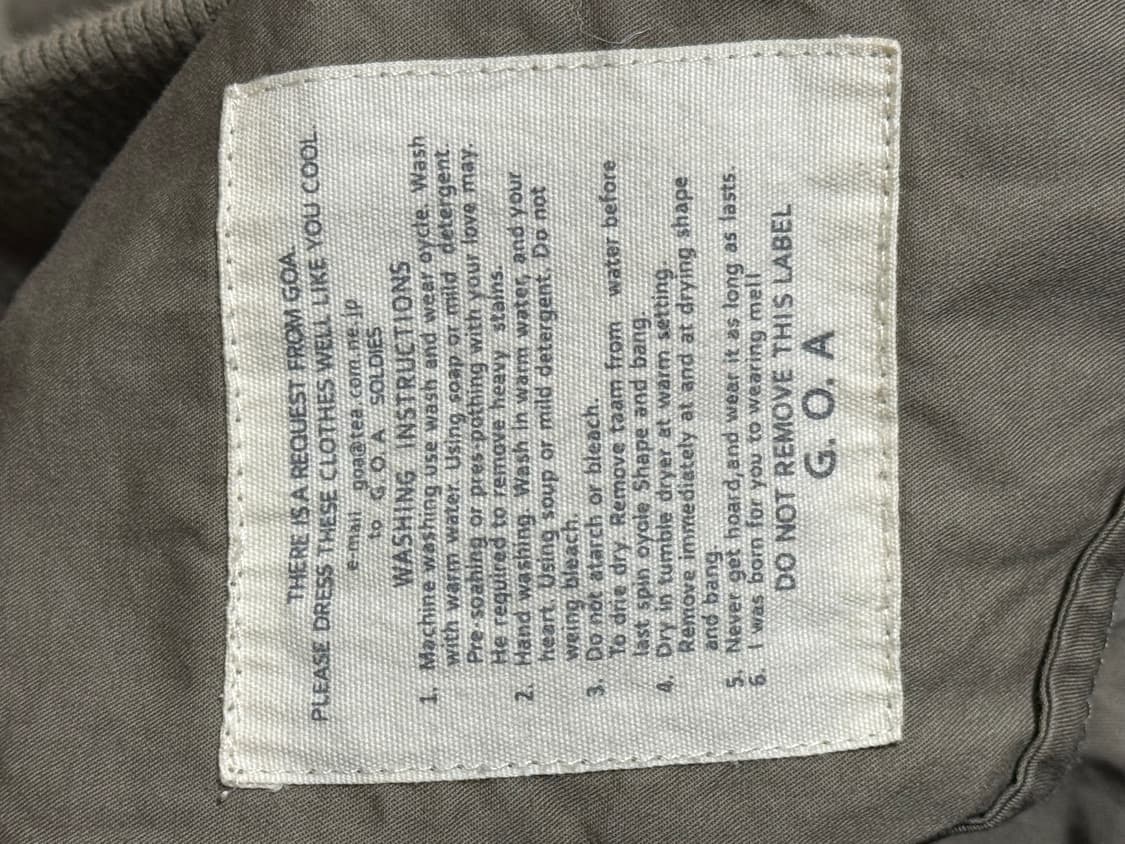 THERE IS A REQUEST FROM GOA.
PLEASE DRESS THESE CLOTHES WELL LIKE YOU COOL.
e-mail goa@tea.com.ne.jp
to G.O.A SOLDIES
WASHING INSTRUCTIONS
1. Machine washing use wash and wear oycle. Wash
with warm water. Using soap or mild detergent.
Pre-soahing or pres-pothing with your love may.
He required to remove heavy stains.
2. Hand washing. Wash in warm water, and your
heart. Using soup or mild detergent. Do not
weing bleach.
3. Do not atarch or bleach.
To drie dry. Remove taam from water before
last spin oyole Shape and bang.
4. Dry in tumble dryer at warm setting.
Remove immediately at and at drying shape
and bang
5. Never get hoard,and wear it as long as lasts.
6. I was born for you to wearing mell
DO NOT REMOVE THIS LABEL
G. O. A